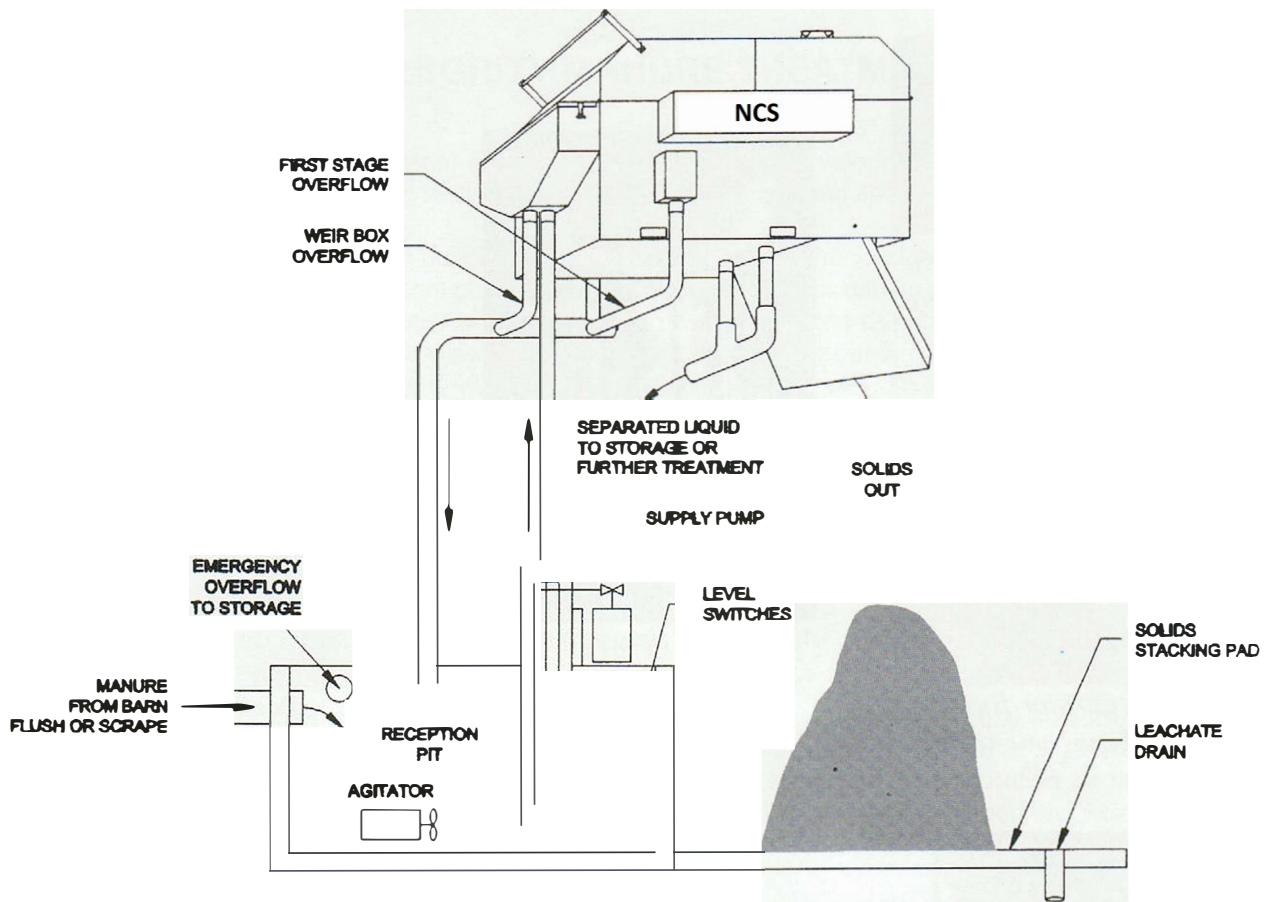 NCS
FIRST STAGE
OVERFLOW
WEIR BOX
OVERFLOW
SEPARATED LIQUID
TO STORAGE OR
FURTHER TREATMENT
SOLIDS
OUT
SUPPLY PUMP
EMERGENCY
OVERFLOW
TO STORAGE
LEVEL
SWITCHES
SOLIDS
STACKING PAD
MANURE
FROM BARN
FLUSH OR SCRAPE
RECEPTION
PIT
LEACHATE
DRAIN
AGITATOR